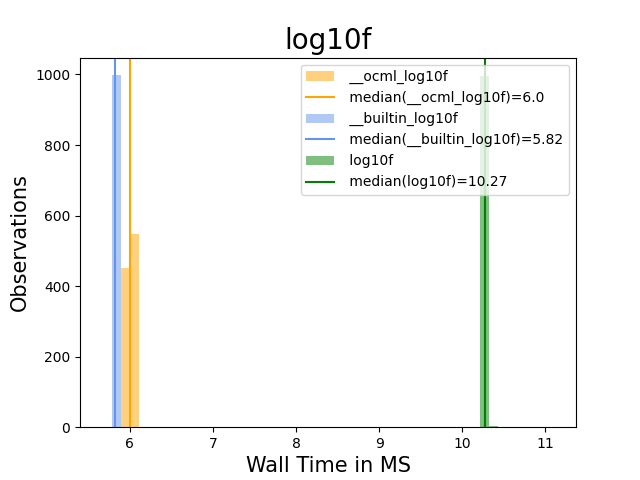 log10f
__ocml_log10f
median(__ocml_log10f)=6.0
__builtin_log10f
median(__builtin_log10f)=5.82
log10f
median(log10f)=10.27
Observations
1000
800
600
400
200
0
6 7 8 9 10 11
Wall Time in MS